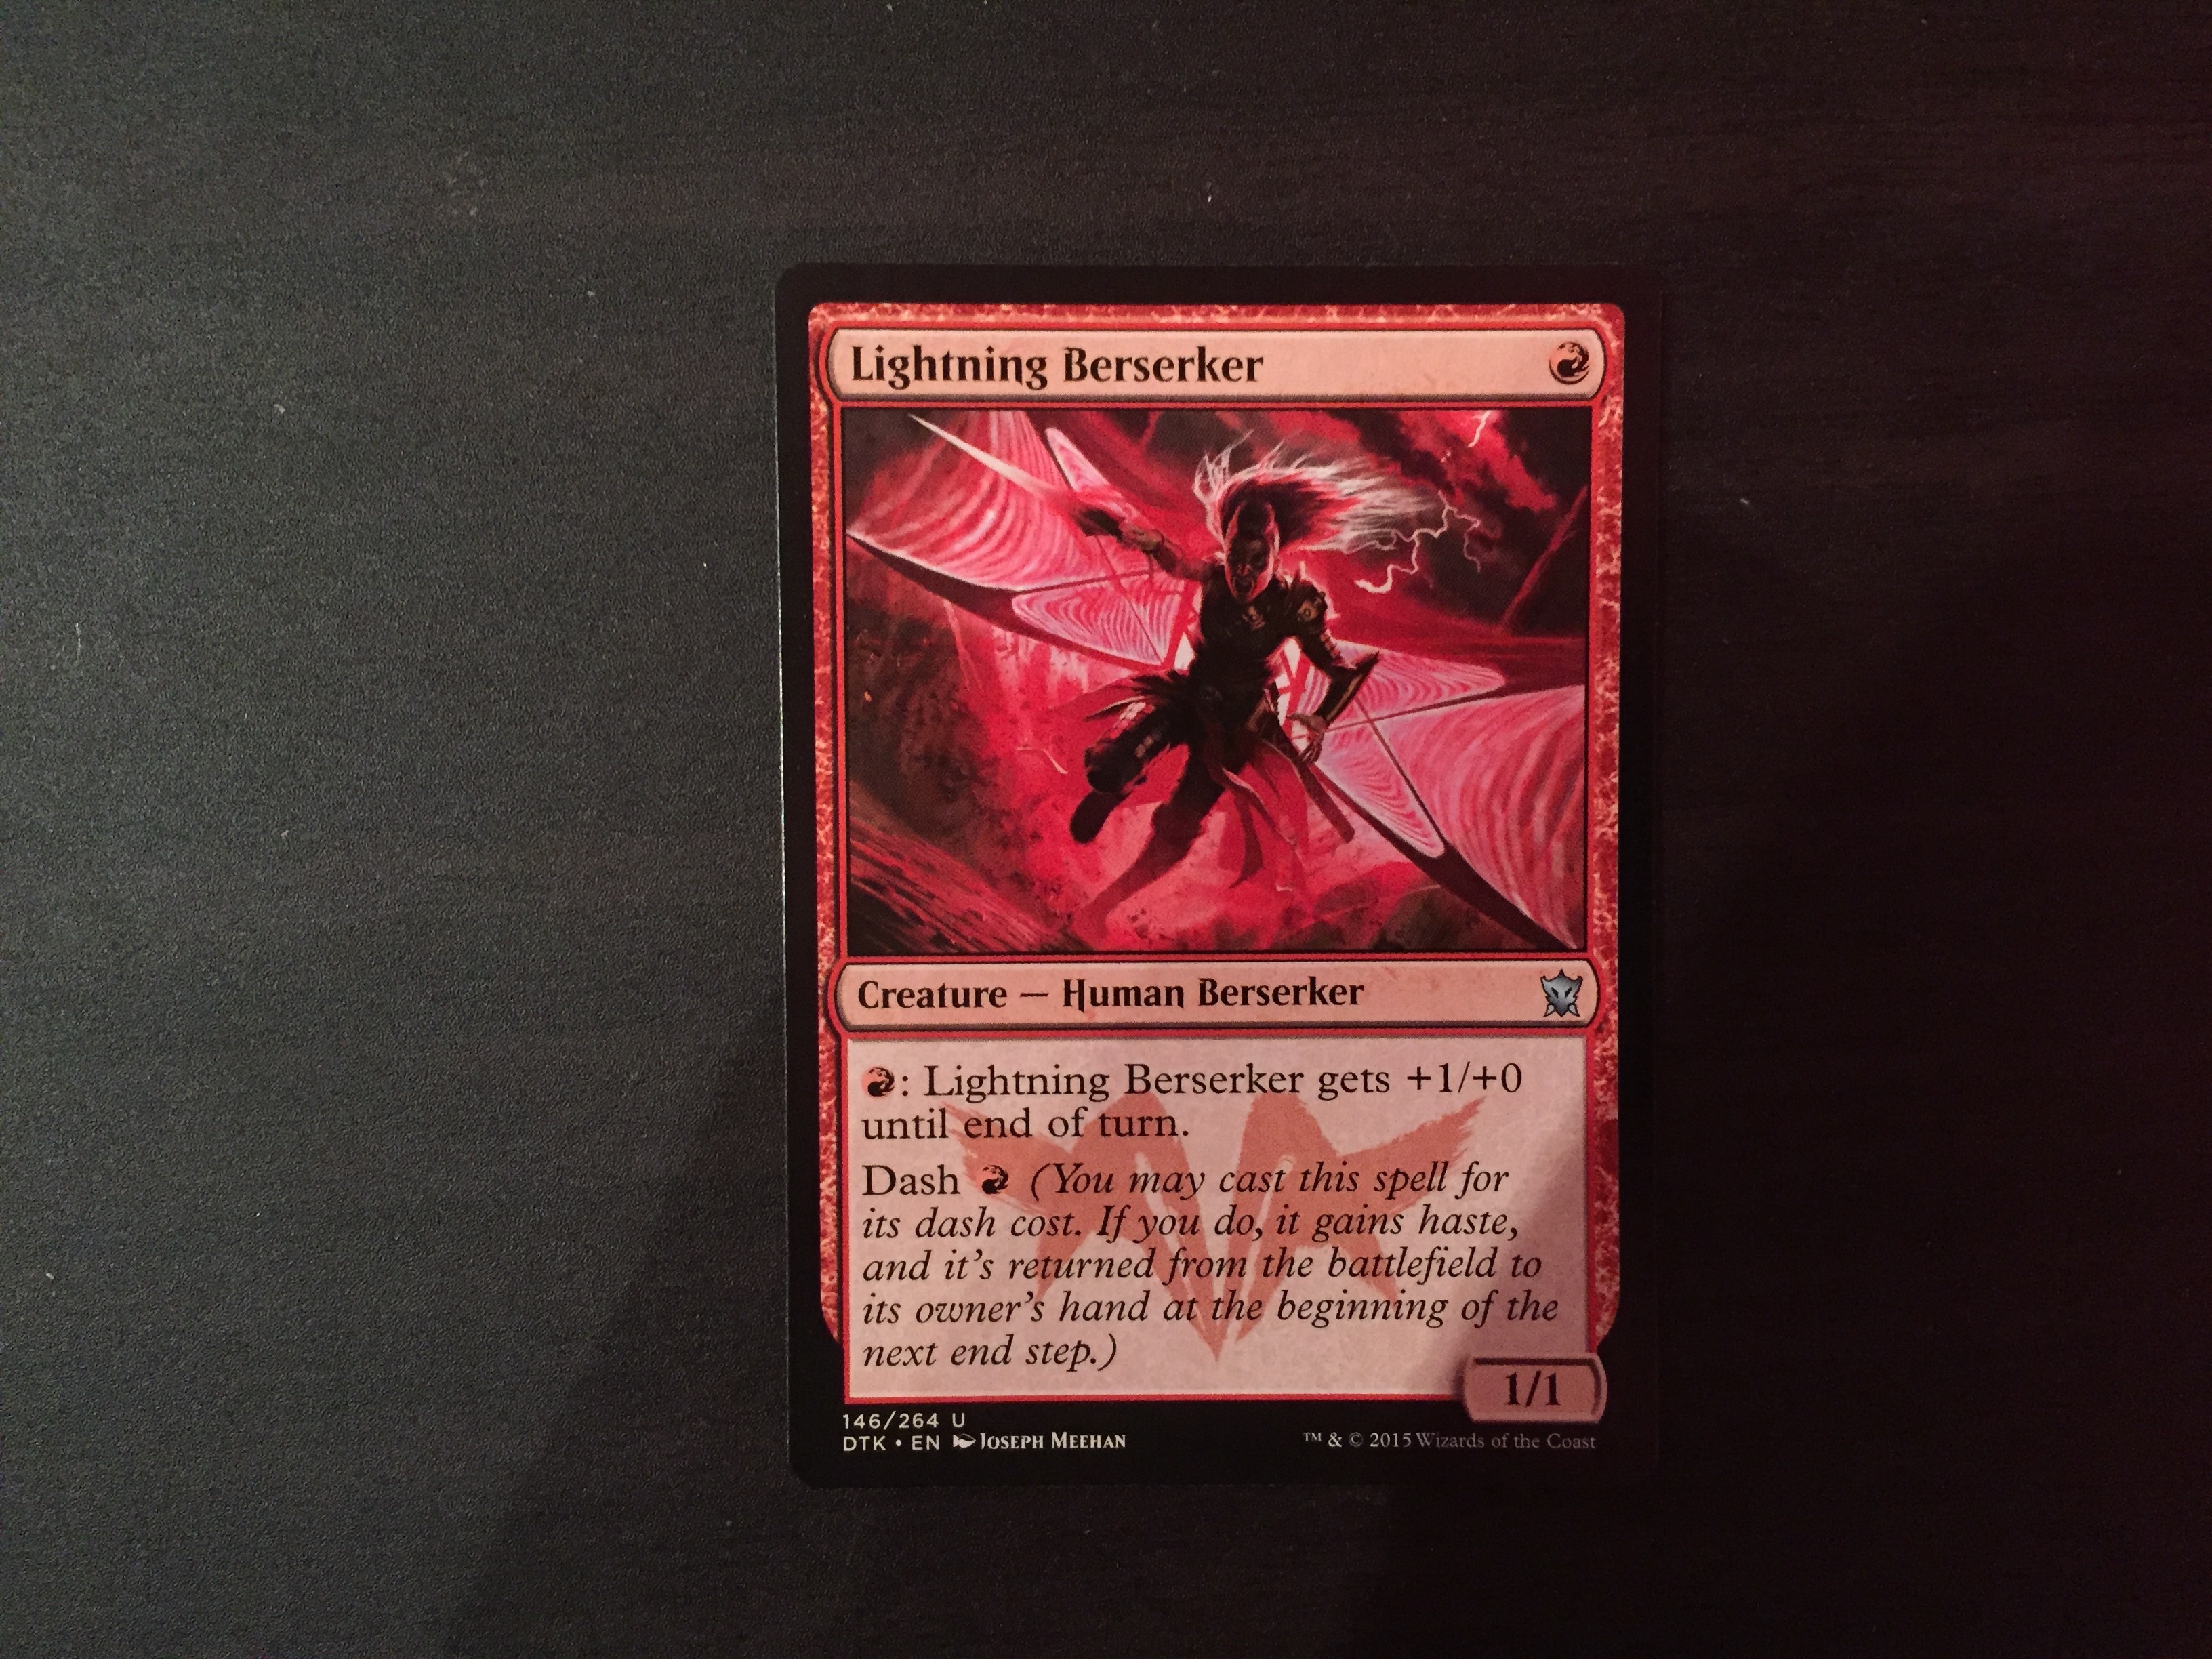 Lightning Berserker
Creature — Human Berserker
: Lightning Berserker gets +1/+0
until end of turn.
Dash (You may cast this spell for
its dash cost. If you do, it gains haste,
and it's returned from the battlefield to
its owner's hand at the beginning of the
next end step.)
1/1
146/264 U
DTK • EN Joseph Meehan
™ & © 2015 Wizards of the Coast